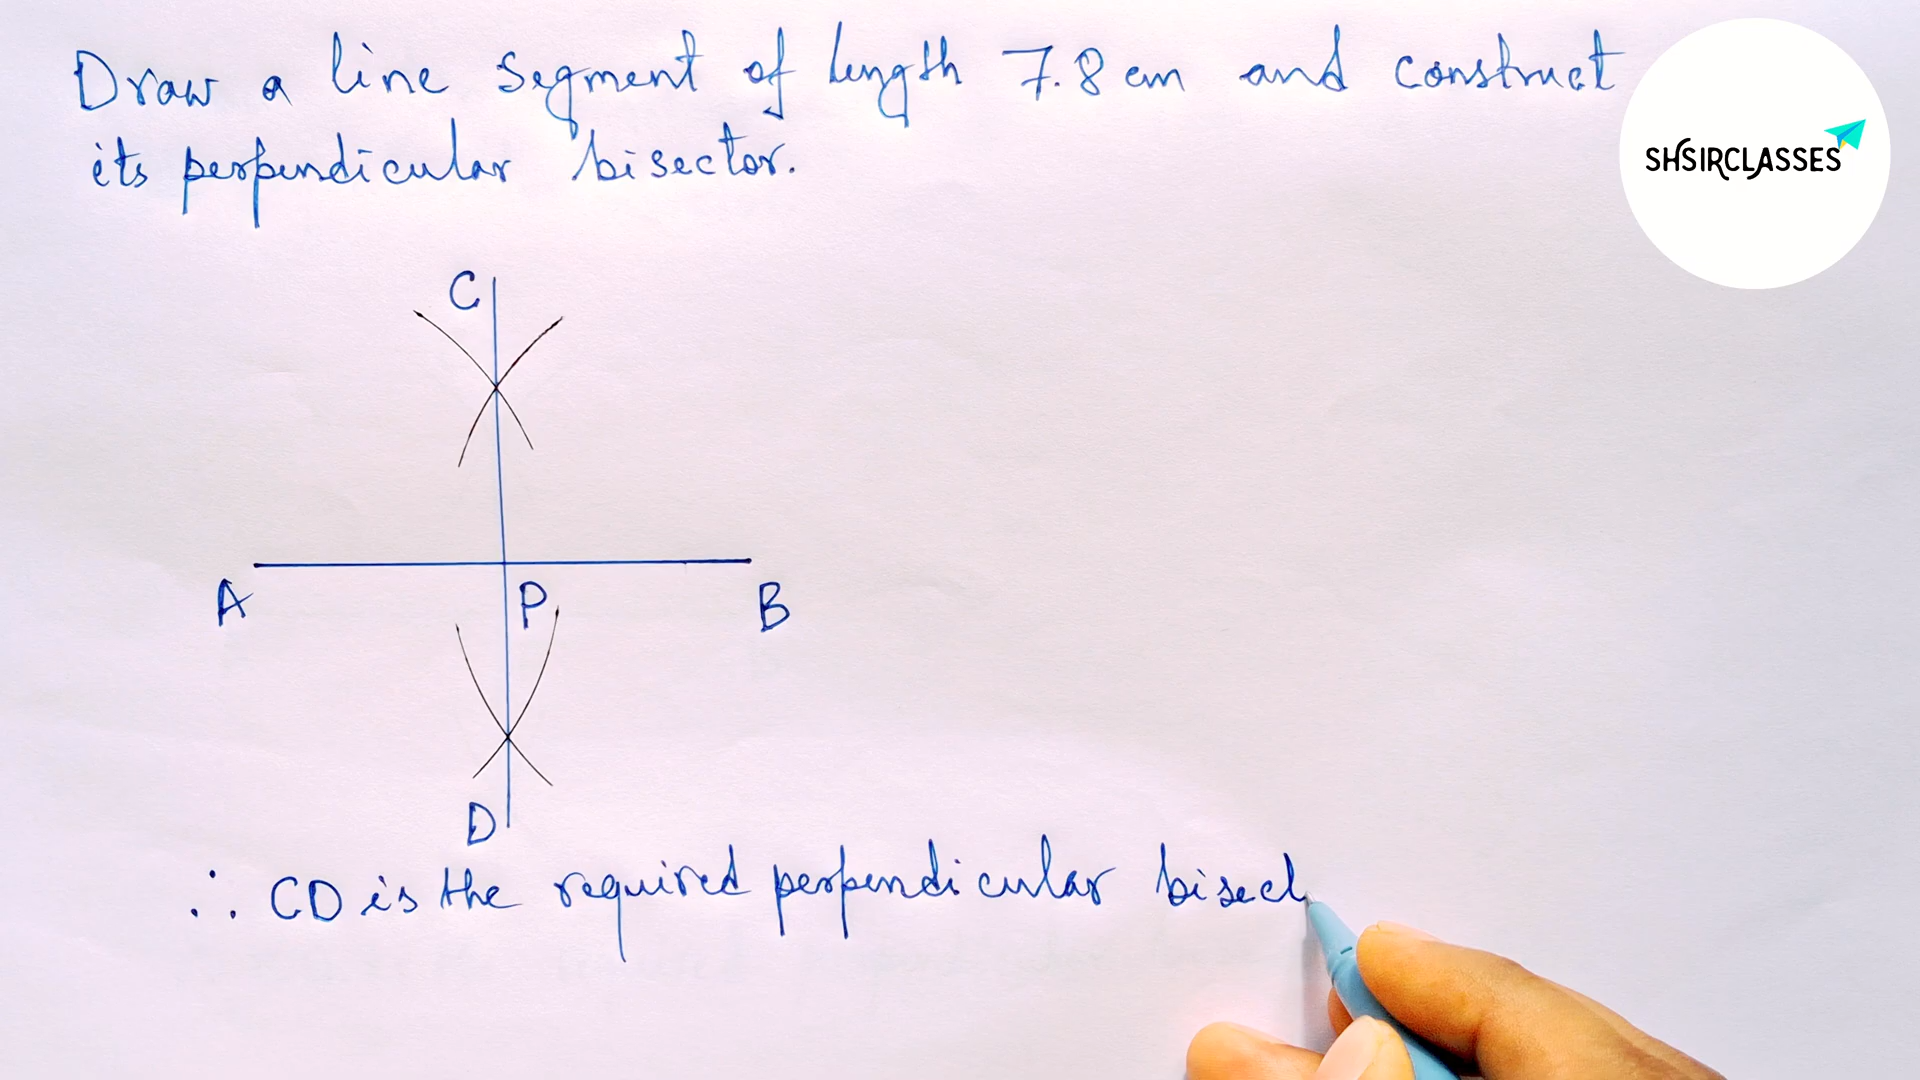 Draw a line segment of length 7.8 cm and construct
its perpendicular bisector.
SHSIRCLASSES
C
A
P
B
D
∴ CD is the required perpendicular bisect